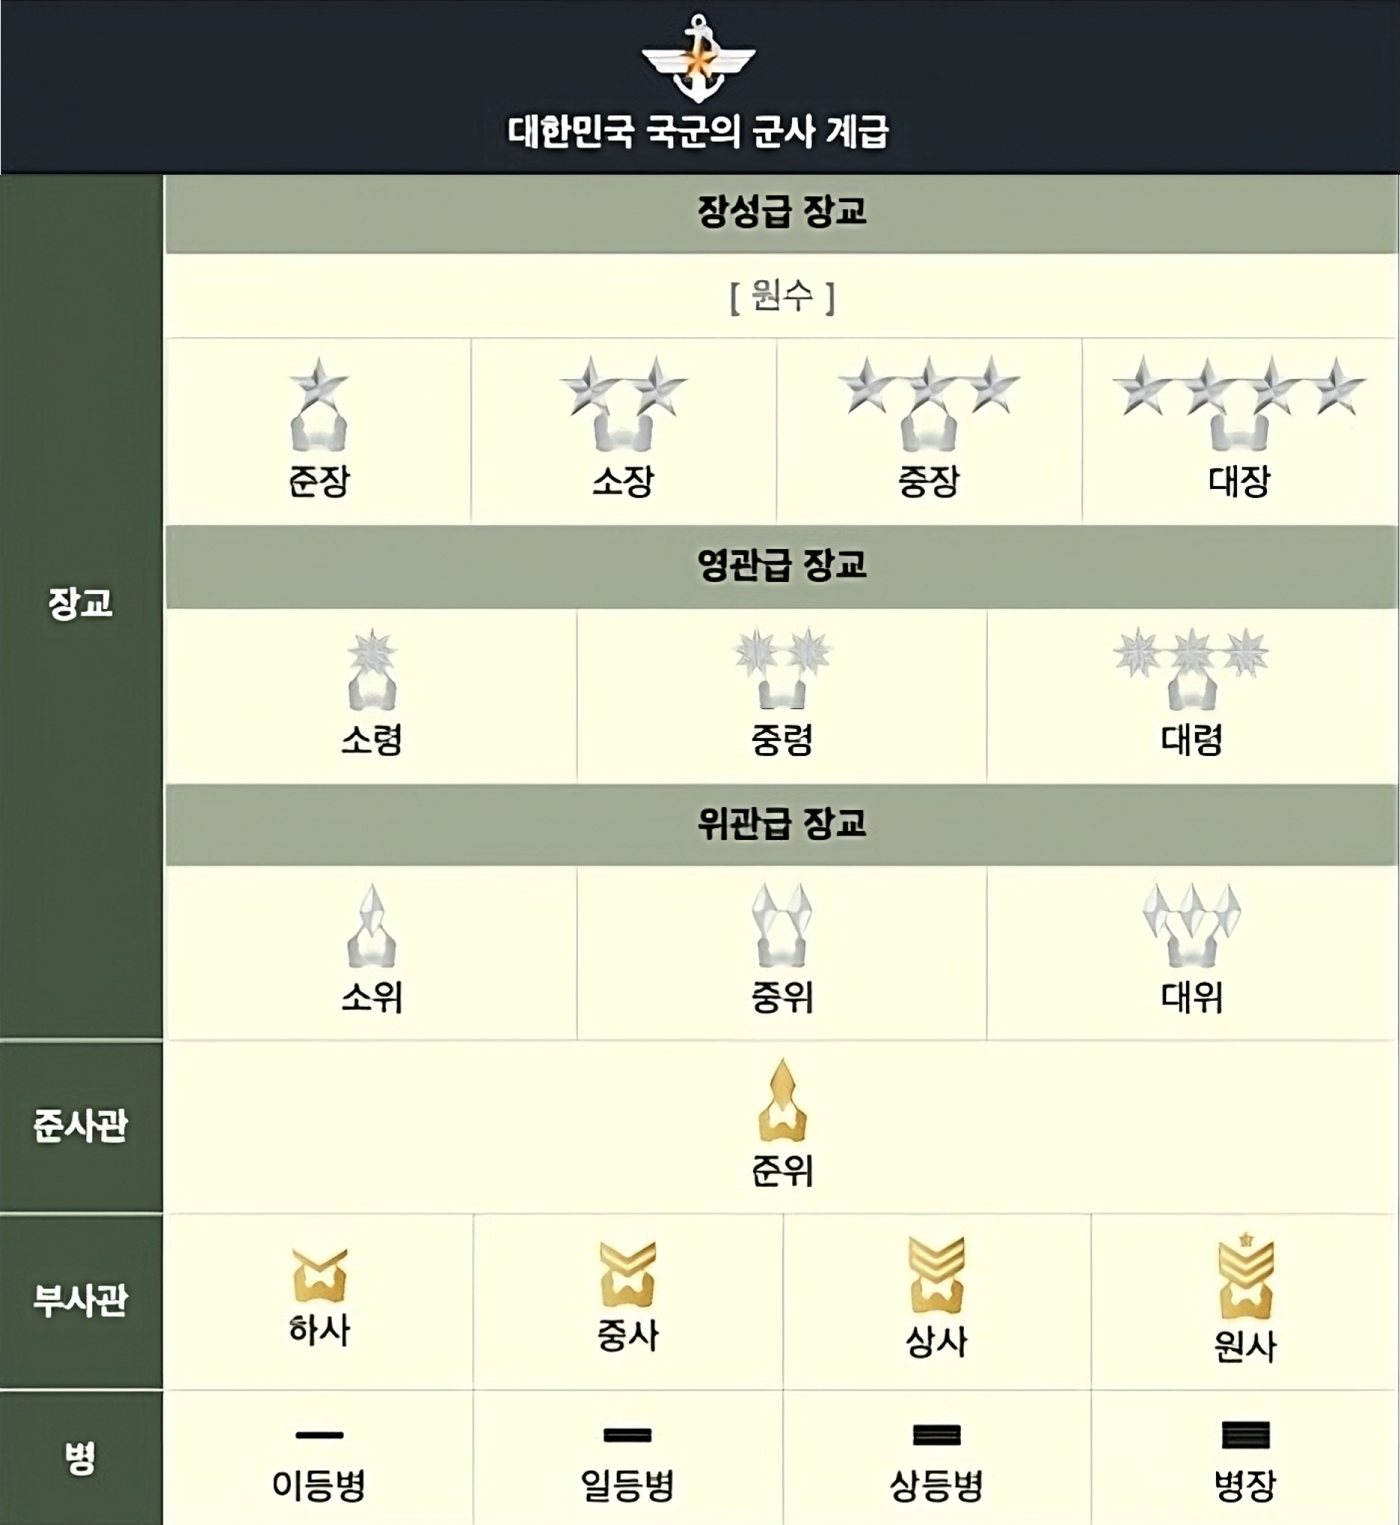 대한민국 국군의 군사 계급
장교
장성급 장교
[ 원수 ]
준장 소장 중장 대장
영관급 장교
소령 중령 대령
위관급 장교
소위 중위 대위
준사관
준위
부사관
하사 중사 상사 원사
병
이등병 일등병 상등병 병장